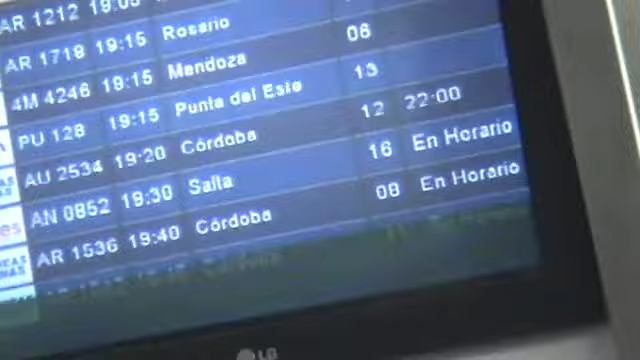 AR 1212 19:05
AR 1718 19:15 Rosario
4M 4246 19:15 Mendoza 06
PU 128 19:15 Punta del Este 13
AU 2534 19:20 Córdoba 12 22:00
AN 0852 19:30 Salta 16 En Horario
AR 1536 19:40 Córdoba 08 En Horario
LG